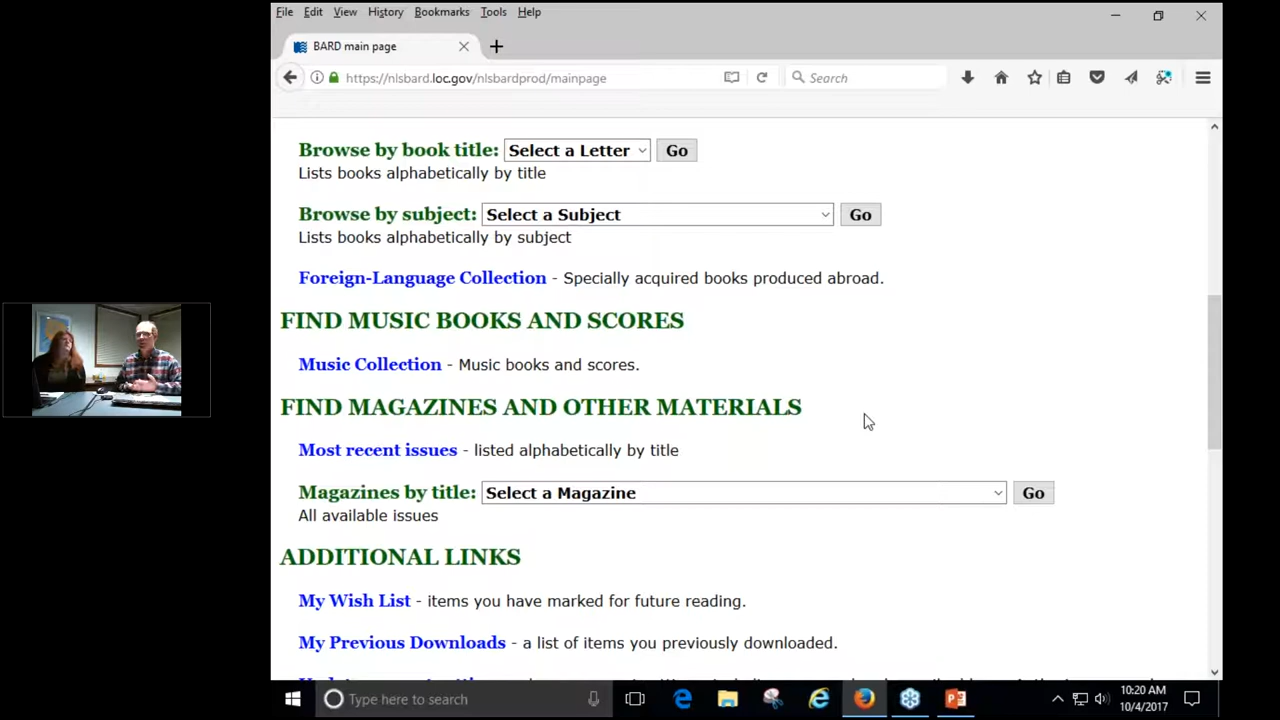 File Edit View History Bookmarks Tools Help
BARD main page
https://nlsbard.loc.gov/nlsbardprod/mainpage
Search
Browse by book title: Select a Letter Go
Lists books alphabetically by title
Browse by subject: Select a Subject Go
Lists books alphabetically by subject
Foreign-Language Collection - Specially acquired books produced abroad.
FIND MUSIC BOOKS AND SCORES
Music Collection - Music books and scores.
FIND MAGAZINES AND OTHER MATERIALS
Most recent issues - listed alphabetically by title
Magazines by title: Select a Magazine Go
All available issues
ADDITIONAL LINKS
My Wish List - items you have marked for future reading.
My Previous Downloads - a list of items you previously downloaded.
Type here to search
10:20 AM
10/4/2017